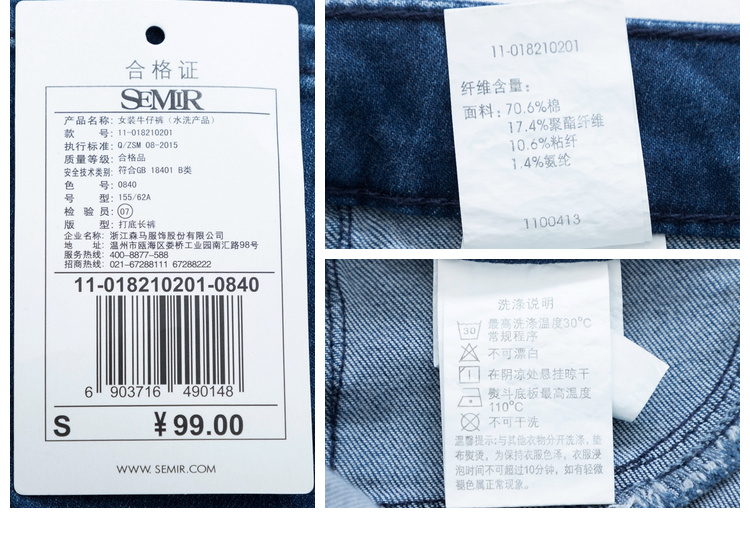 合格证
SEMIR
产品名称: 女装牛仔裤 (水洗产品)
款 号: 11-018210201
执行标准: Q/ZSM 08-2015
质量等级: 合格品
安全技术类别: 符合GB 18401 B类
色 号: 0840
号 型: 155/62A
检 验 员: 07
版 型: 打底长裤
企业名称: 浙江森马服饰股份有限公司
地 址: 温州市瓯海区娄桥工业园南汇路98号
服务热线: 400-8877-588
招商热线: 021-67288111 67288222
11-018210201-0840
6 903716 490148
S ¥99.00
WWW. SEMIR.COM
11-018210201
纤维含量:
面料: 70.6%棉
17.4%聚酯纤维
10.6%粘纤
1.4%氨纶
1100413
洗涤说明
30 最高洗涤温度30°C
常规程序
不可漂白
在阴凉处悬挂晾干
熨斗底板最高温度
110°C
不可干洗
温馨提示:与其他衣物分开洗涤, 垫
布熨烫, 为保持衣服色泽, 衣服浸
泡时间不可超过10分钟, 如有轻微
褪色属正常现象。